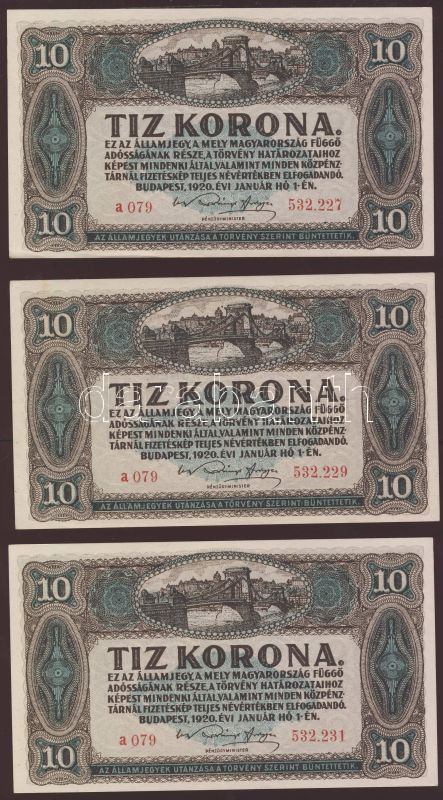 10 10
TIZ KORONA.
EZ AZ ÁLLAMJEGY, A MELY MAGYARORSZÁG FÜGGŐ
ADÓSSÁGÁNAK RÉSZE, A TÖRVÉNY HATÁROZATAIHOZ
KÉPEST MINDENKI ÁLTAL, VALAMINT MINDEN KÖZPÉNZ-
TÁRNÁL FIZETÉSKÉP TELJES NÉVÉRTÉKBEN ELFOGADANDÓ.
BUDAPEST, 1920. ÉVI JANUÁR HÓ 1-ÉN.
10 a 079 532.227 10
PÉNZÜGYMINISTER
AZ ÁLLAMJEGYEK UTÁNZÁSA A TÖRVÉNY SZERINT BÜNTETTETIK.
10 10
TIZ KORONA.
EZ AZ ÁLLAMJEGY, A MELY MAGYARORSZÁG FÜGGŐ
ADÓSSÁGÁNAK RÉSZE, A TÖRVÉNY HATÁROZATAIHOZ
KÉPEST MINDENKI ÁLTAL, VALAMINT MINDEN KÖZPÉNZ-
TÁRNÁL FIZETÉSKÉP TELJES NÉVÉRTÉKBEN ELFOGADANDÓ.
BUDAPEST, 1920. ÉVI JANUÁR HÓ 1-ÉN.
10 a 079 532.229 10
PÉNZÜGYMINISTER
AZ ÁLLAMJEGYEK UTÁNZÁSA A TÖRVÉNY SZERINT BÜNTETTETIK.
10 10
TIZ KORONA.
EZ AZ ÁLLAMJEGY, A MELY MAGYARORSZÁG FÜGGŐ
ADÓSSÁGÁNAK RÉSZE, A TÖRVÉNY HATÁROZATAIHOZ
KÉPEST MINDENKI ÁLTAL, VALAMINT MINDEN KÖZPÉNZ-
TÁRNÁL FIZETÉSKÉP TELJES NÉVÉRTÉKBEN ELFOGADANDÓ.
BUDAPEST, 1920. ÉVI JANUÁR HÓ 1-ÉN.
10 a 079 532.231 10
PÉNZÜGYMINISTER
AZ ÁLLAMJEGYEK UTÁNZÁSA A TÖRVÉNY SZERINT BÜNTETTETIK.